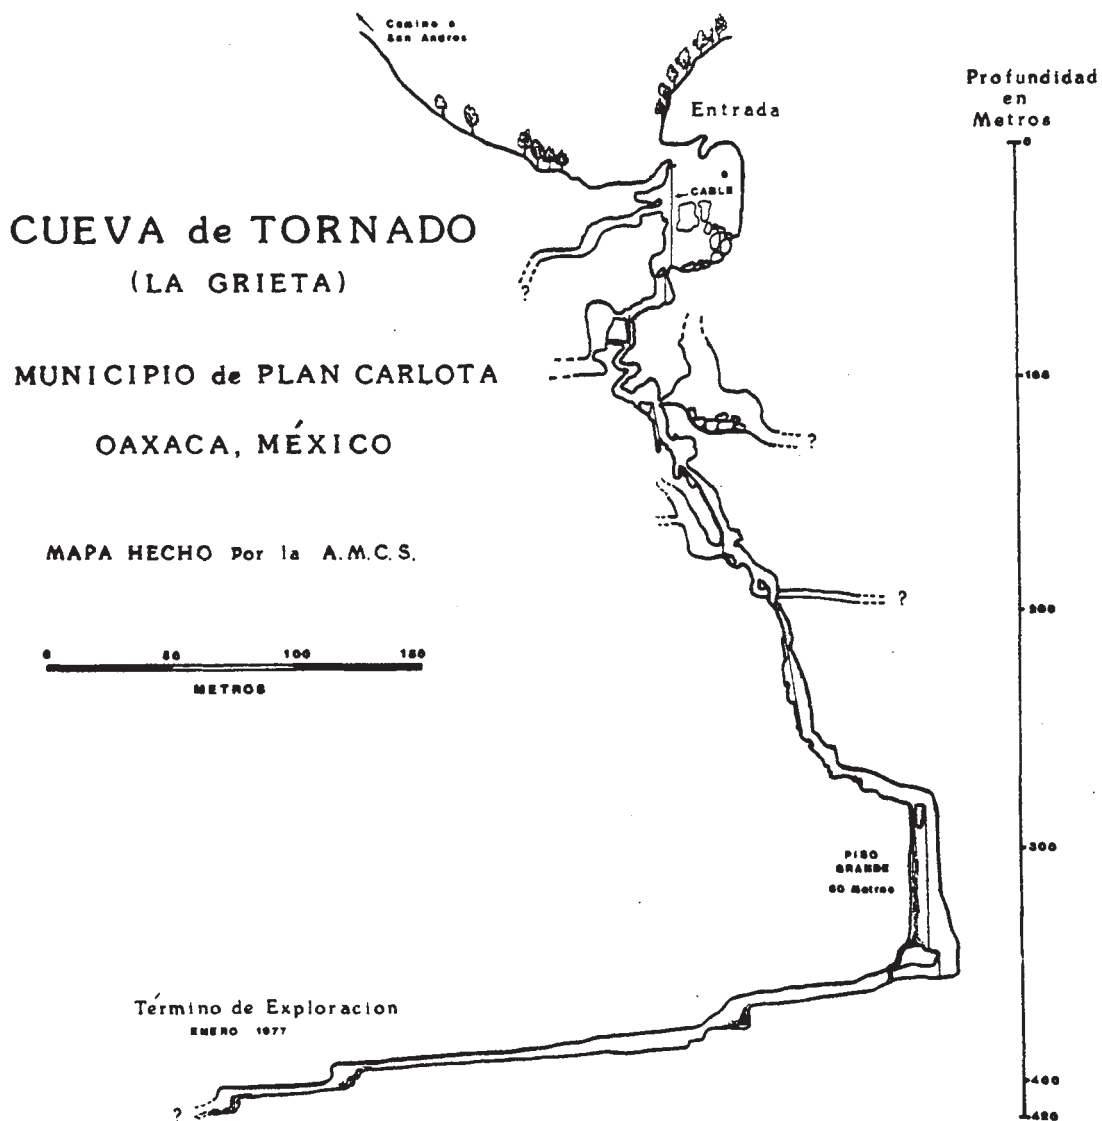 Camino a
San Andres
Profundidad
en
Metros
Entrada
0
CABLE
CUEVA de TORNADO
(LA GRIETA)
?
MUNICIPIO de PLAN CARLOTA
100
OAXACA, MÉXICO
?
MAPA HECHO Por la A.M.C.S.
?
200
0 50 100 150
METROS
300
PISO
GRANDE
60 Metros
Término de Exploracion
ENERO 1977
400
?
420